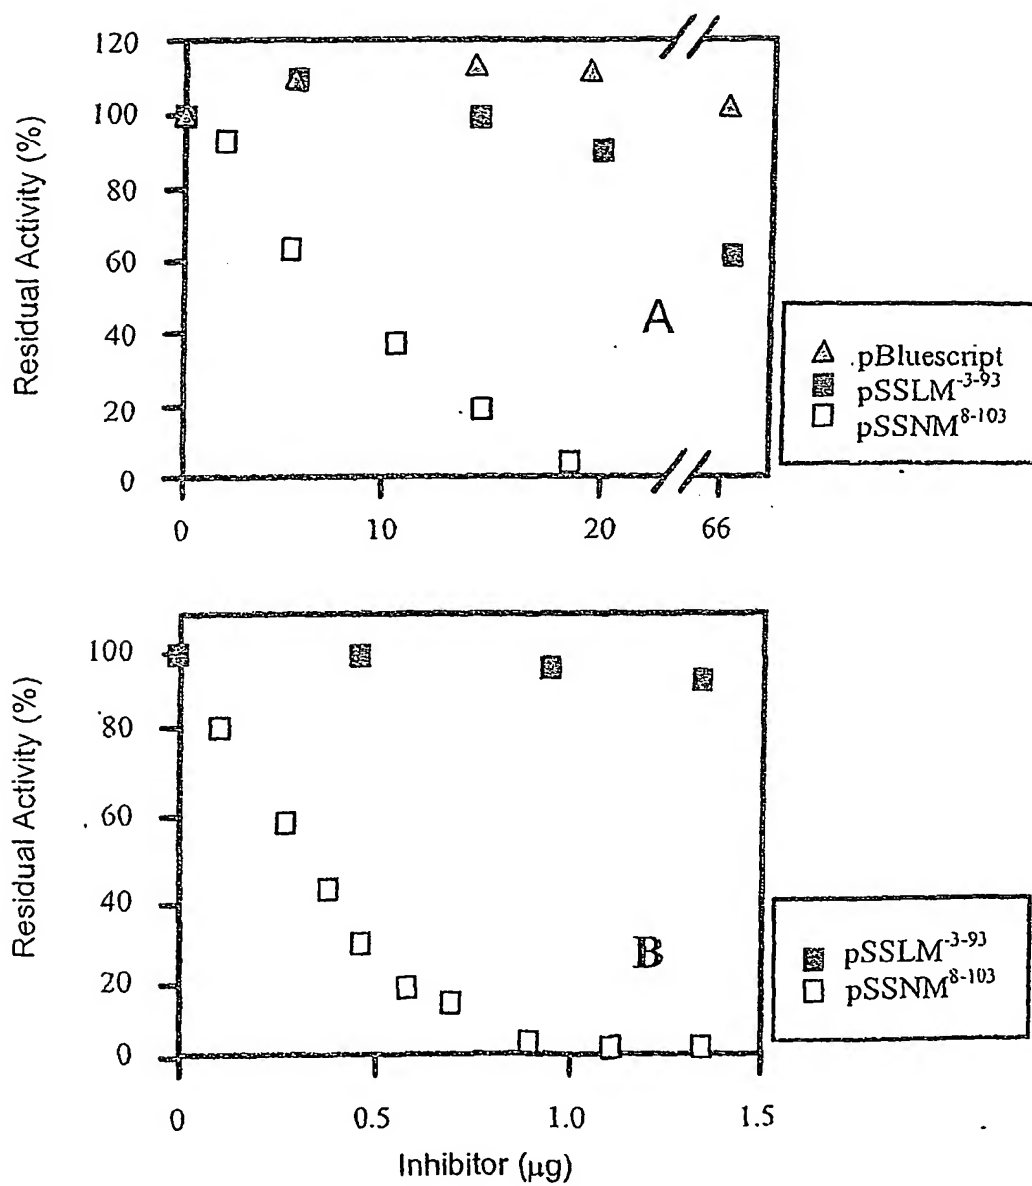 120
100
80
60
40
20
0
Residual Activity (%)
A
0 10 20 66
pBluescript
pSSLM-3-93
pSSNM8-103
100
80
60
40
20
0
Residual Activity (%)
B
0 0.5 1.0 1.5
Inhibitor (µg)
pSSLM-3-93
pSSNM8-103